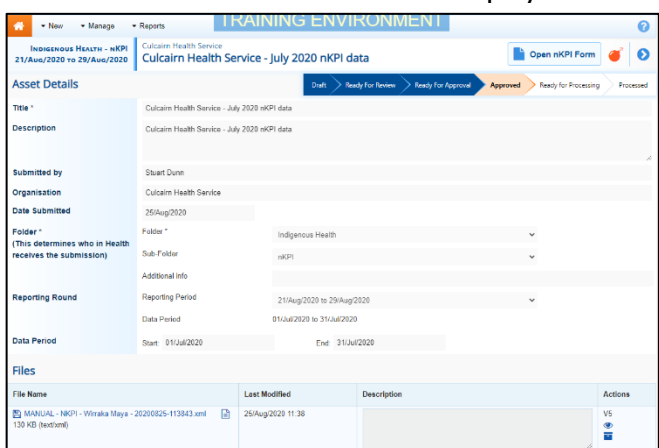 TRAINING ENVIRONMENT
New Manage Reports
INDIGENOUS HEALTH - NKPI
21/AUG/2020 TO 29/AUG/2020
Culcairn Health Service
Culcairn Health Service - July 2020 nKPI data
Open nKPI Form
Asset Details
Draft Ready For Review Ready For Approval Approved Ready for Processing Processed
Title * Culcairn Health Service - July 2020 nKPI data
Description Culcairn Health Service - July 2020 nKPI data
Submitted by Stuart Dunn
Organisation Culcairn Health Service
Date Submitted 25/Aug/2020
Folder * Folder * Indigenous Health
(This determines who in Health
receives the submission) Sub-Folder nKPI
Additional info
Reporting Round Reporting Period 21/Aug/2020 to 29/Aug/2020
Data Period 01/Jul/2020 to 31/Jul/2020
Data Period Start 01/Jul/2020 End 31/Jul/2020
Files
File Name Last Modified Description Actions
MANUAL - NKPI - Wirraka Maya - 20200825-113843.xml 25/Aug/2020 11:38 V5
130 KB (text/xml)